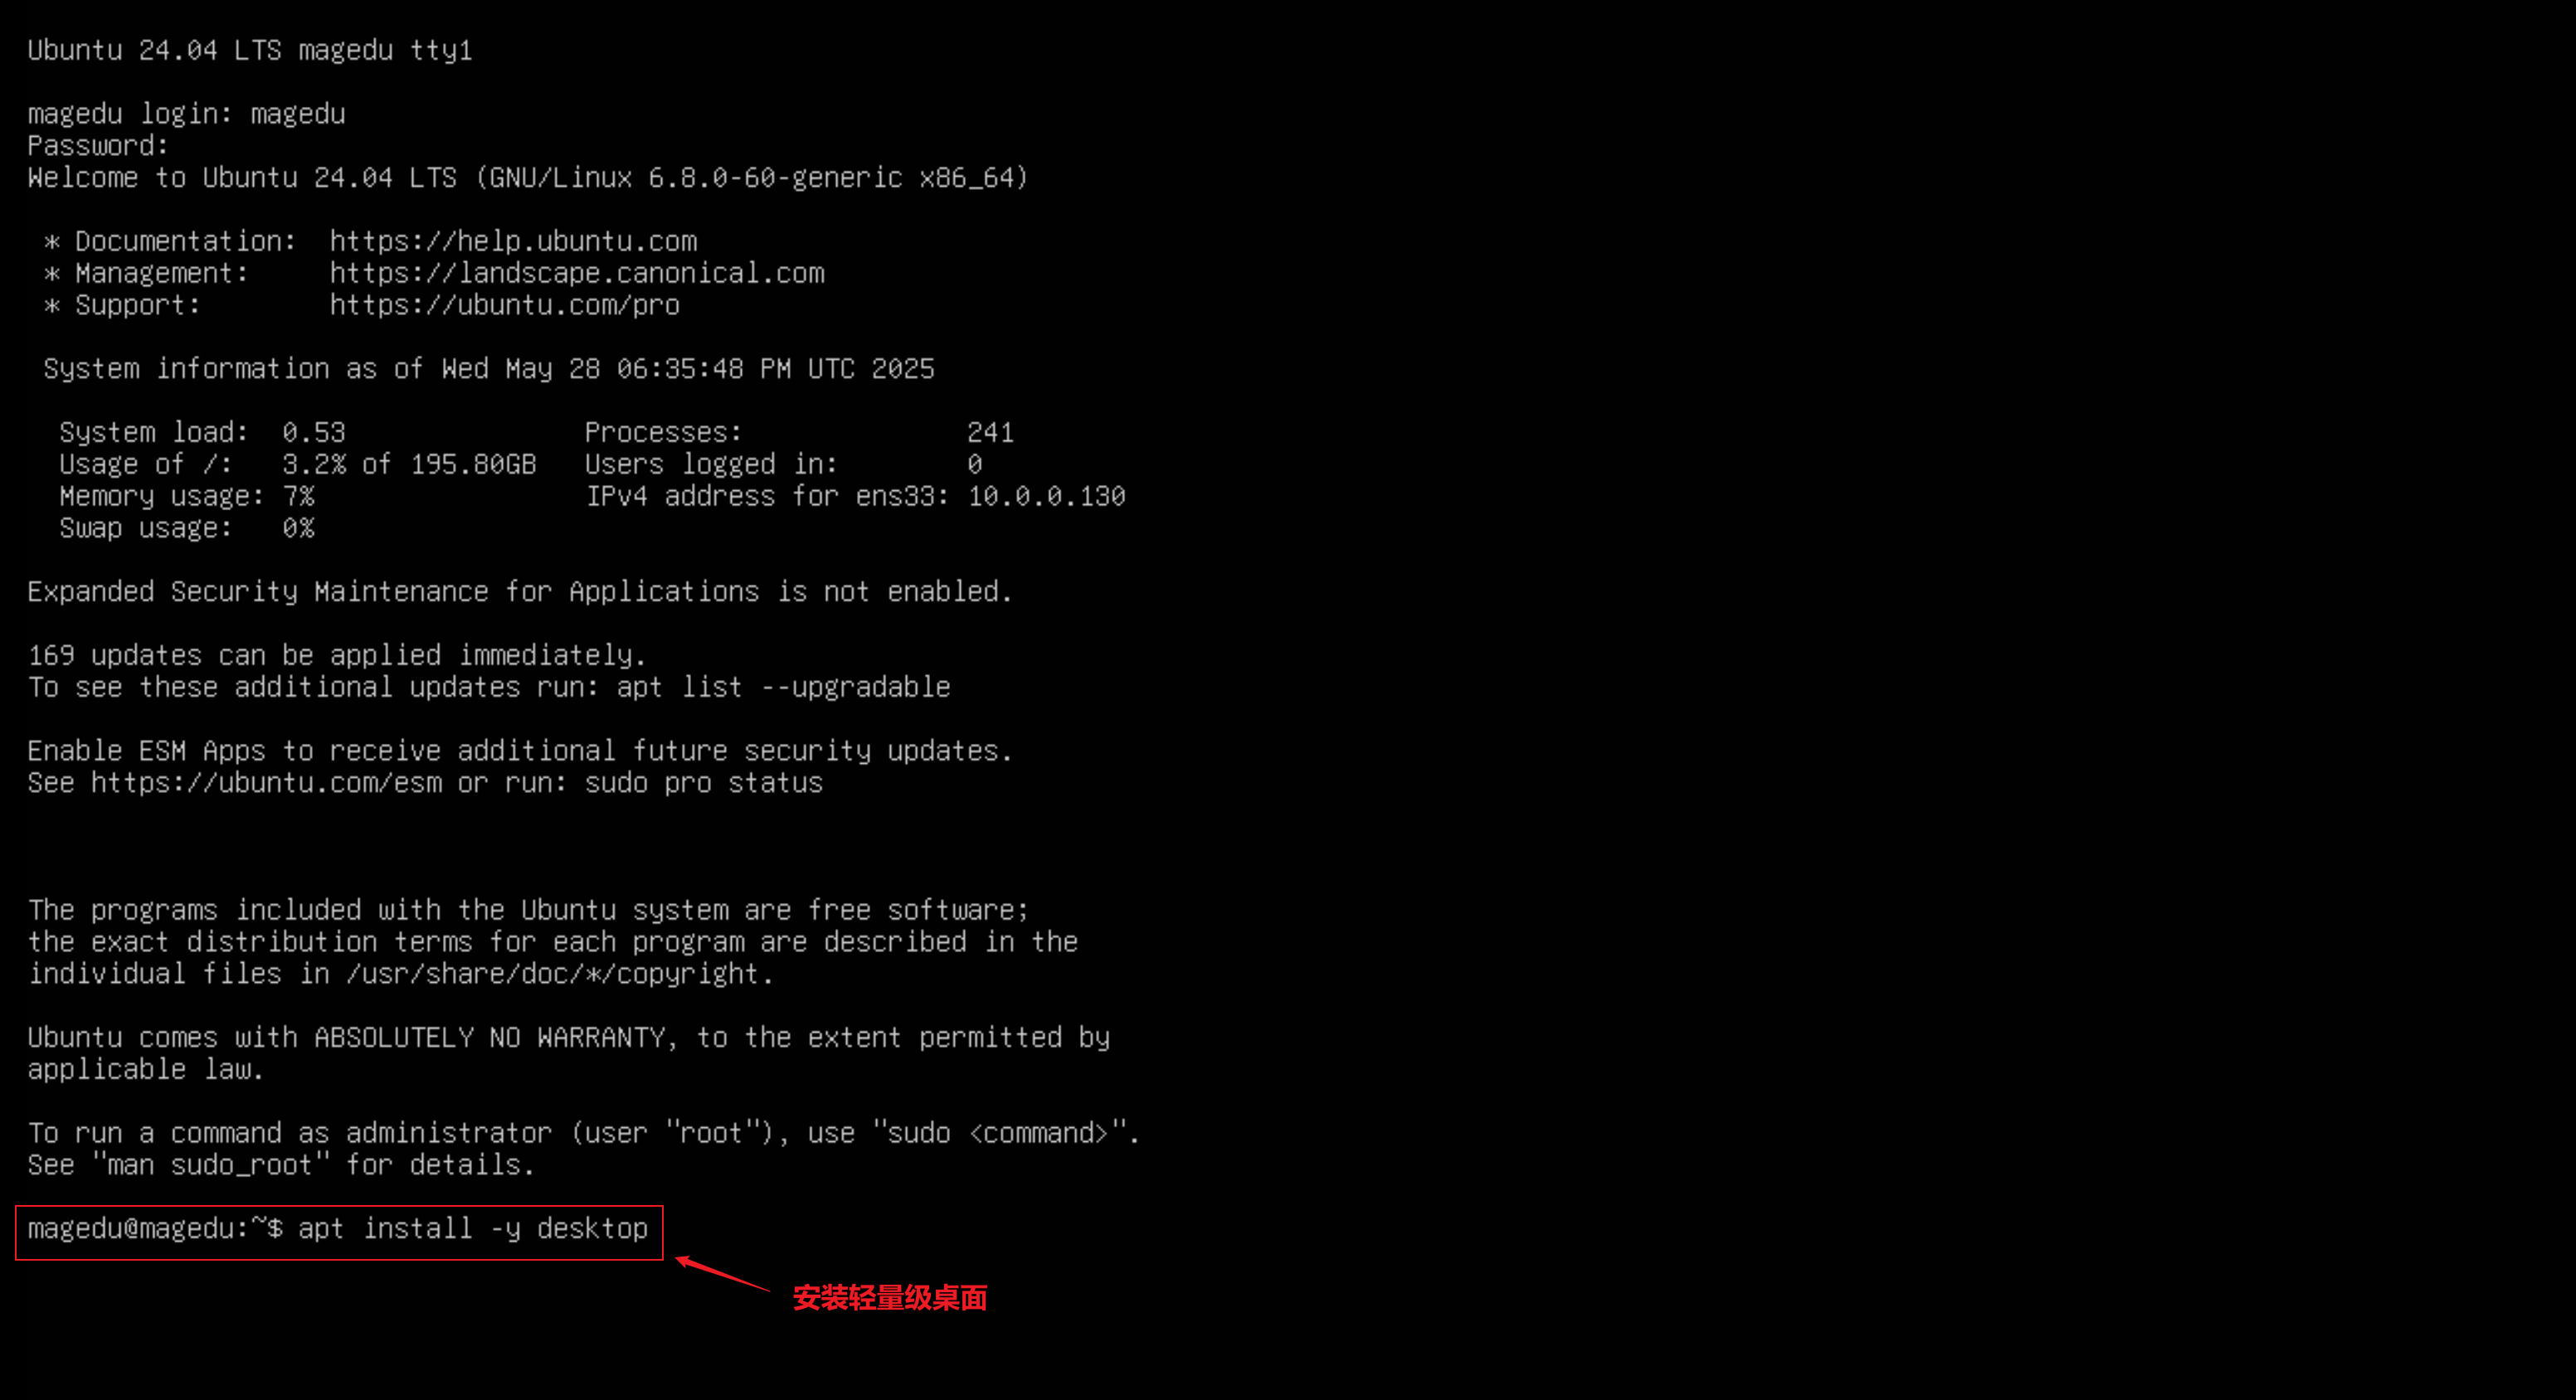 Ubuntu 24.04 LTS magedu tty1
magedu login: magedu
Password:
Welcome to Ubuntu 24.04 LTS (GNU/Linux 6.8.0-60-generic x86_64)
* Documentation:  https://help.ubuntu.com
* Management:     https://landscape.canonical.com
* Support:        https://ubuntu.com/pro
System information as of Wed May 28 06:35:48 PM UTC 2025
System load:  0.53               Processes:              241
Usage of /:   3.2% of 195.80GB   Users logged in:        0
Memory usage: 7%                 IPv4 address for ens33: 10.0.0.130
Swap usage:   0%
Expanded Security Maintenance for Applications is not enabled.
169 updates can be applied immediately.
To see these additional updates run: apt list --upgradable
Enable ESM Apps to receive additional future security updates.
See https://ubuntu.com/esm or run: sudo pro status
The programs included with the Ubuntu system are free software;
the exact distribution terms for each program are described in the
individual files in /usr/share/doc/*/copyright.
Ubuntu comes with ABSOLUTELY NO WARRANTY, to the extent permitted by
applicable law.
To run a command as administrator (user "root"), use "sudo <command>".
See "man sudo_root" for details.
magedu@magedu:~$ apt install -y desktop
安装轻量级桌面